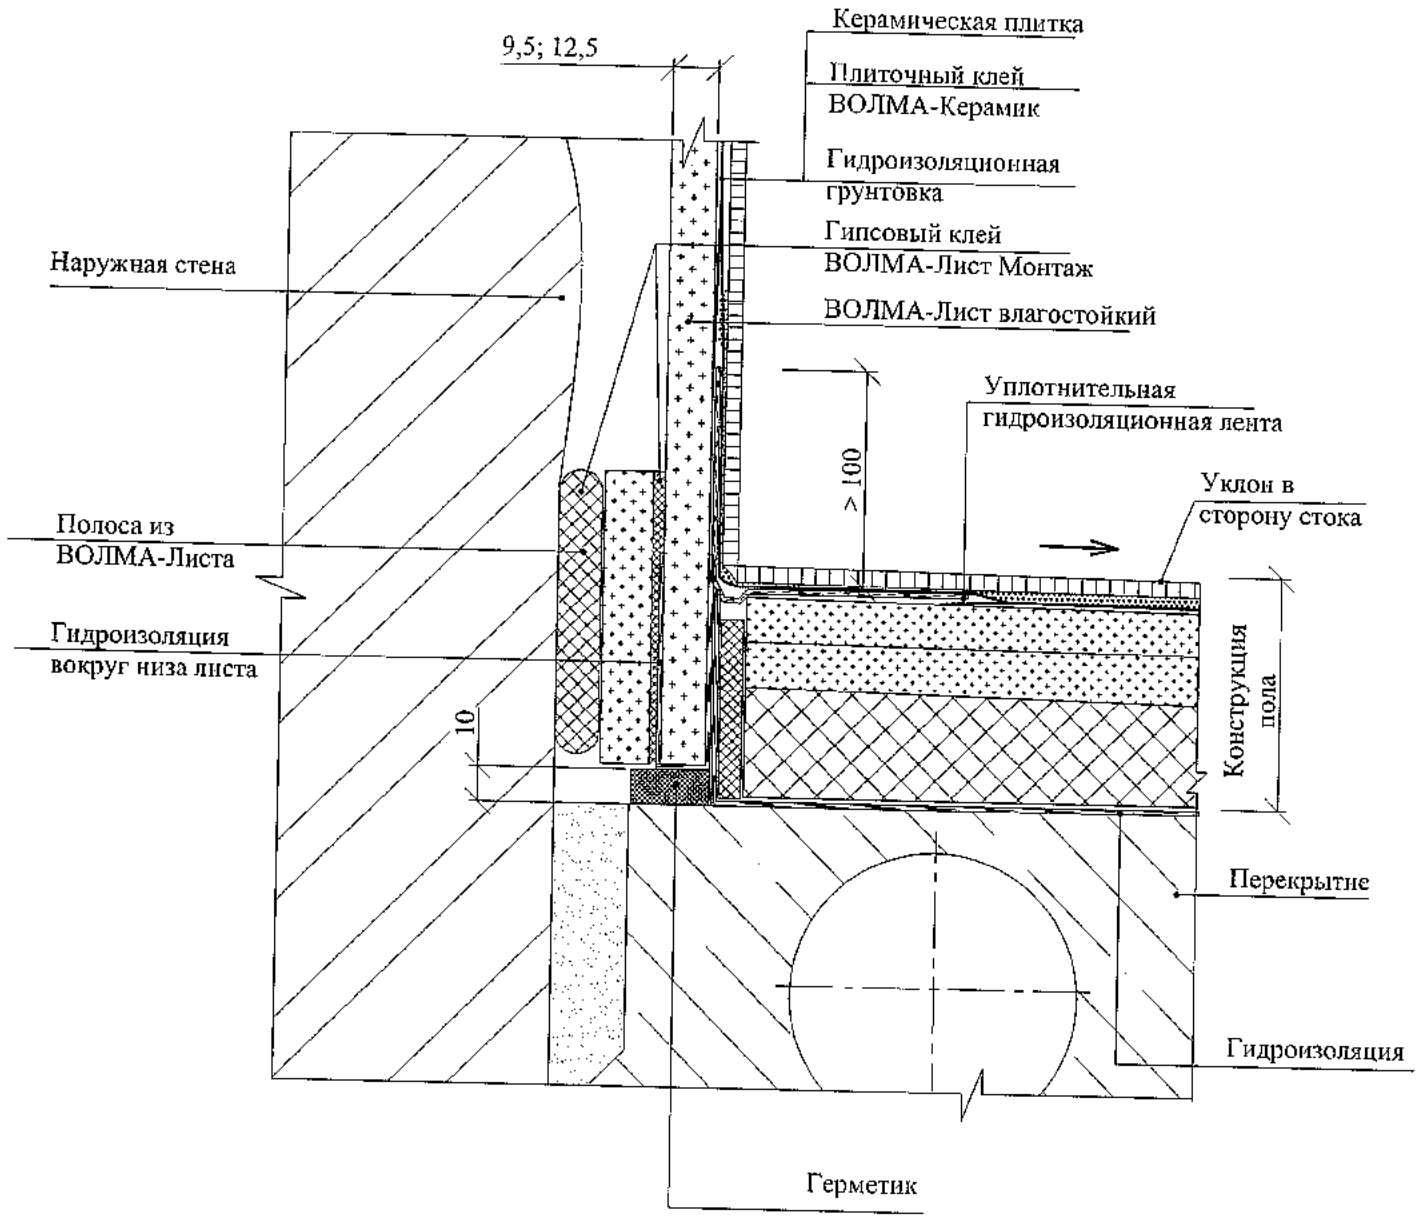 Керамическая плитка
9,5; 12,5
Плиточный клей
ВОЛМА-Керамик
Гидроизоляционная
грунтовка
Гипсовый клей
ВОЛМА-Лист Монтаж
Наружная стена
ВОЛМА-Лист влагостойкий
Уплотнительная
гидроизоляционная лента
> 100
Уклон в
сторону стока
Полоса из
ВОЛМА-Листа
Гидроизоляция
вокруг низа листа
10
Конструкция
пола
Перекрытие
Гидроизоляция
Герметик